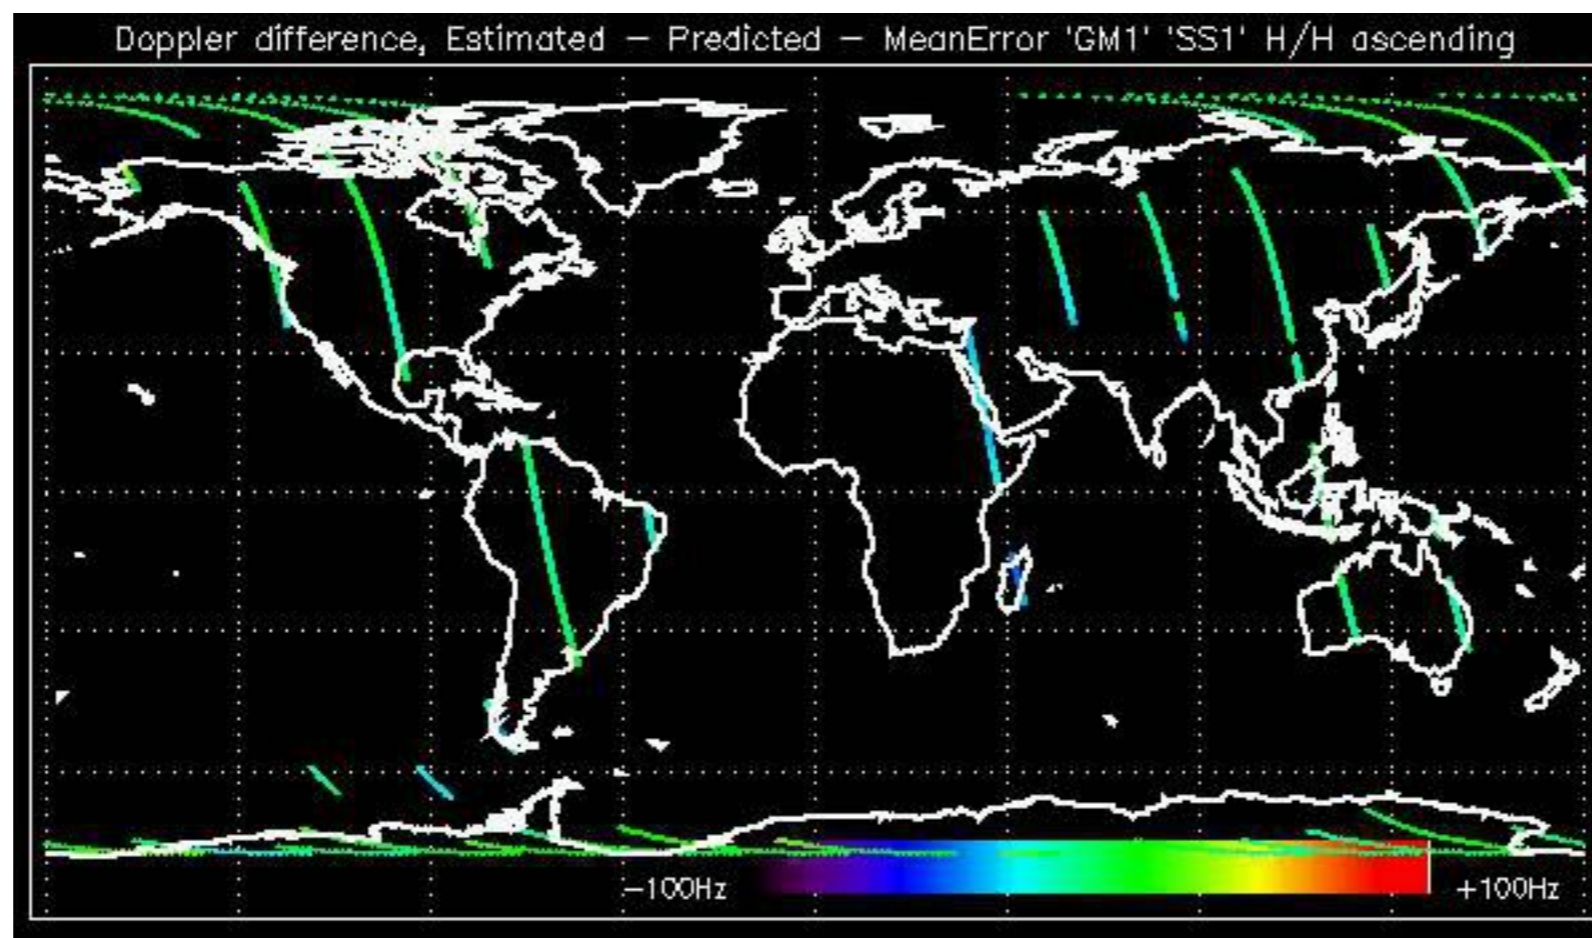 Doppler difference, Estimated – Predicted – MeanError 'GM1' 'SS1' H/H ascending
–100Hz
+100Hz